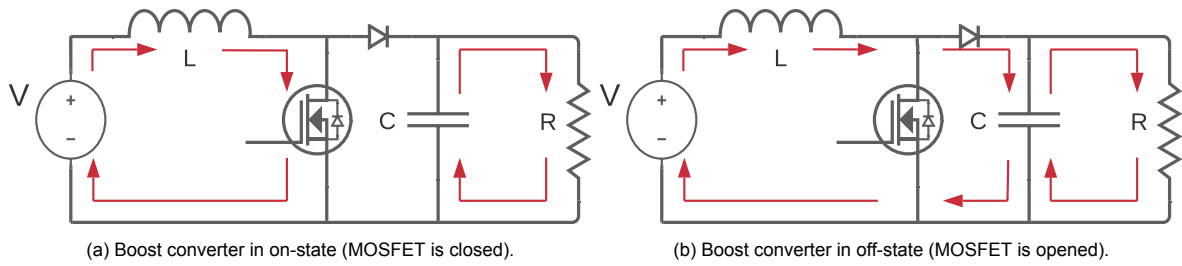 V
+
−
L
C
R
V
+
−
L
C
R
(a) Boost converter in on-state (MOSFET is closed).
(b) Boost converter in off-state (MOSFET is opened).